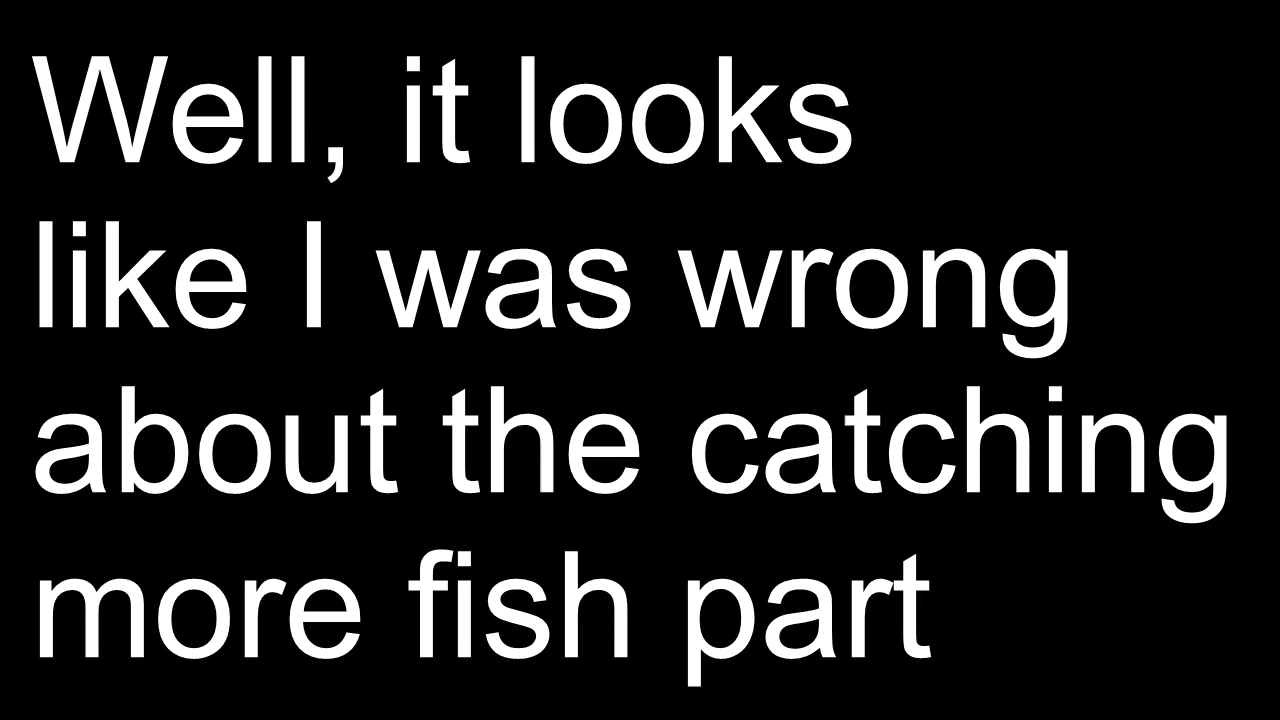 Well, it looks
like I was wrong
about the catching
more fish part